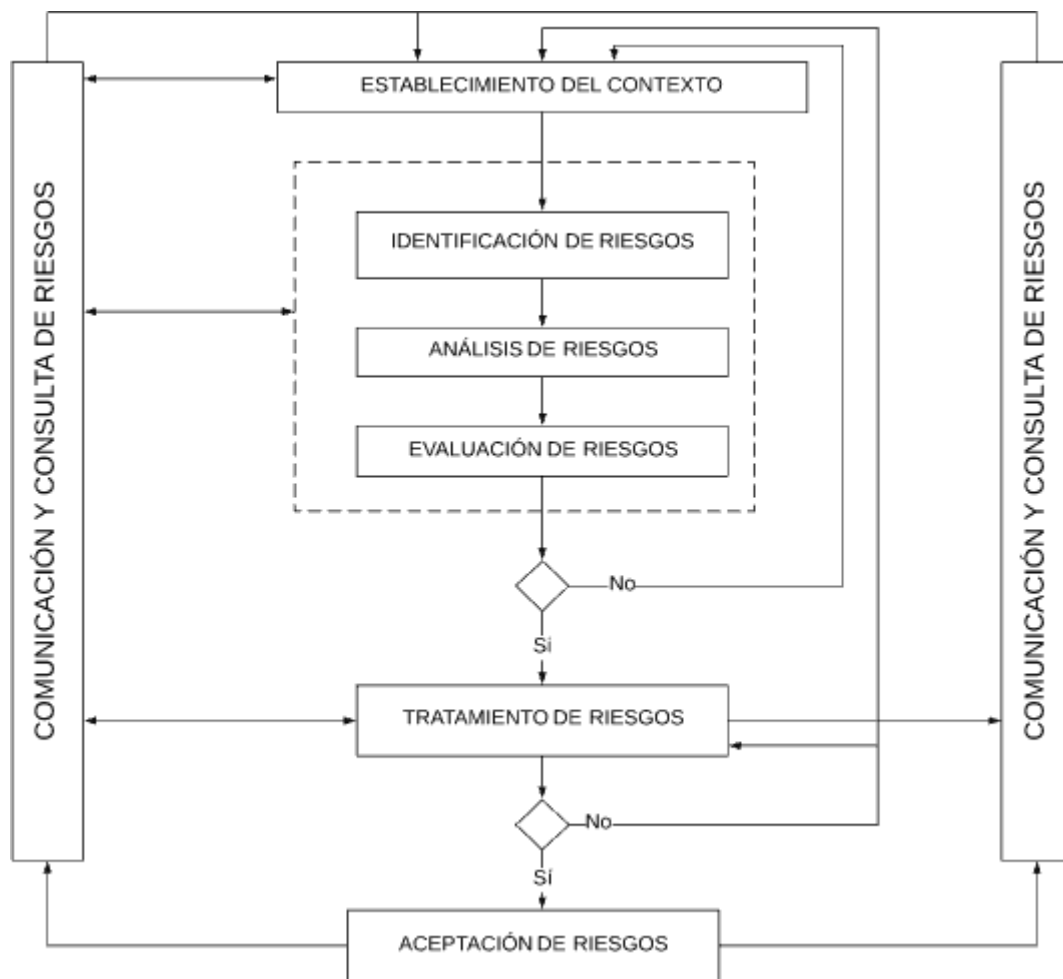 ESTABLECIMIENTO DEL CONTEXTO
COMUNICACIÓN Y CONSULTA DE RIESGOS
IDENTIFICACIÓN DE RIESGOS
ANÁLISIS DE RIESGOS
EVALUACIÓN DE RIESGOS
COMUNICACIÓN Y CONSULTA DE RIESGOS
No
Si
TRATAMIENTO DE RIESGOS
No
Sí
ACEPTACIÓN DE RIESGOS